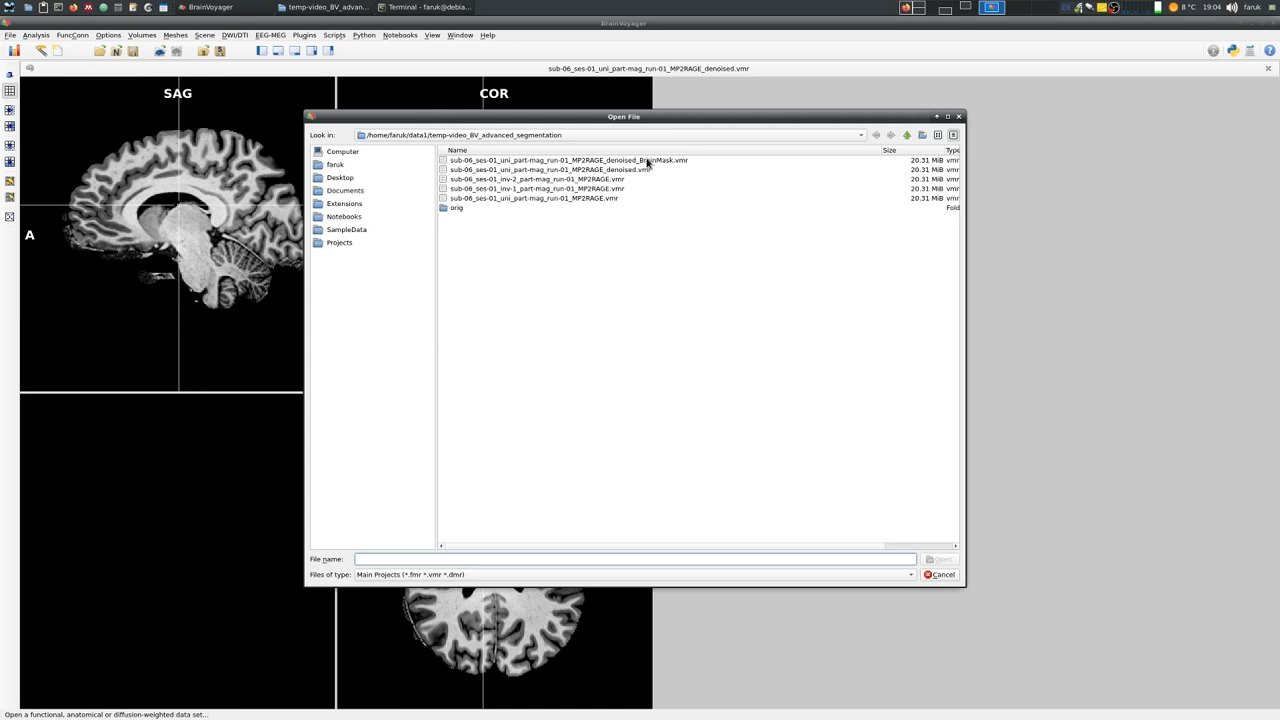 BrainVoyager
temp-video_BV_advan...
Terminal - faruk@debia...
8 °C
19:04
faruk
BrainVoyager
File Analysis FuncConn Options Volumes Meshes Scene DWI/DTI EEG-MEG Plugins Scripts Python Notebooks View Window Help
sub-06_ses-01_uni_part-mag_run-01_MP2RAGE_denoised.vmr
SAG
COR
A
Open File
Look in: /home/faruk/data1/temp-video_BV_advanced_segmentation
Computer
faruk
Desktop
Documents
Extensions
Notebooks
SampleData
Projects
Name Size Type
sub-06_ses-01_uni_part-mag_run-01_MP2RAGE_denoised_BrainMask.vmr 20.31 MiB vmr
sub-06_ses-01_uni_part-mag_run-01_MP2RAGE_denoised.vmr 20.31 MiB vmr
sub-06_ses-01_inv-2_part-mag_run-01_MP2RAGE.vmr 20.31 MiB vmr
sub-06_ses-01_inv-1_part-mag_run-01_MP2RAGE.vmr 20.31 MiB vmr
sub-06_ses-01_uni_part-mag_run-01_MP2RAGE.vmr 20.31 MiB vmr
orig Fold
File name: Open
Files of type: Main Projects (*.fmr *.vmr *.dmr) Cancel
Open a functional, anatomical or diffusion-weighted data set...